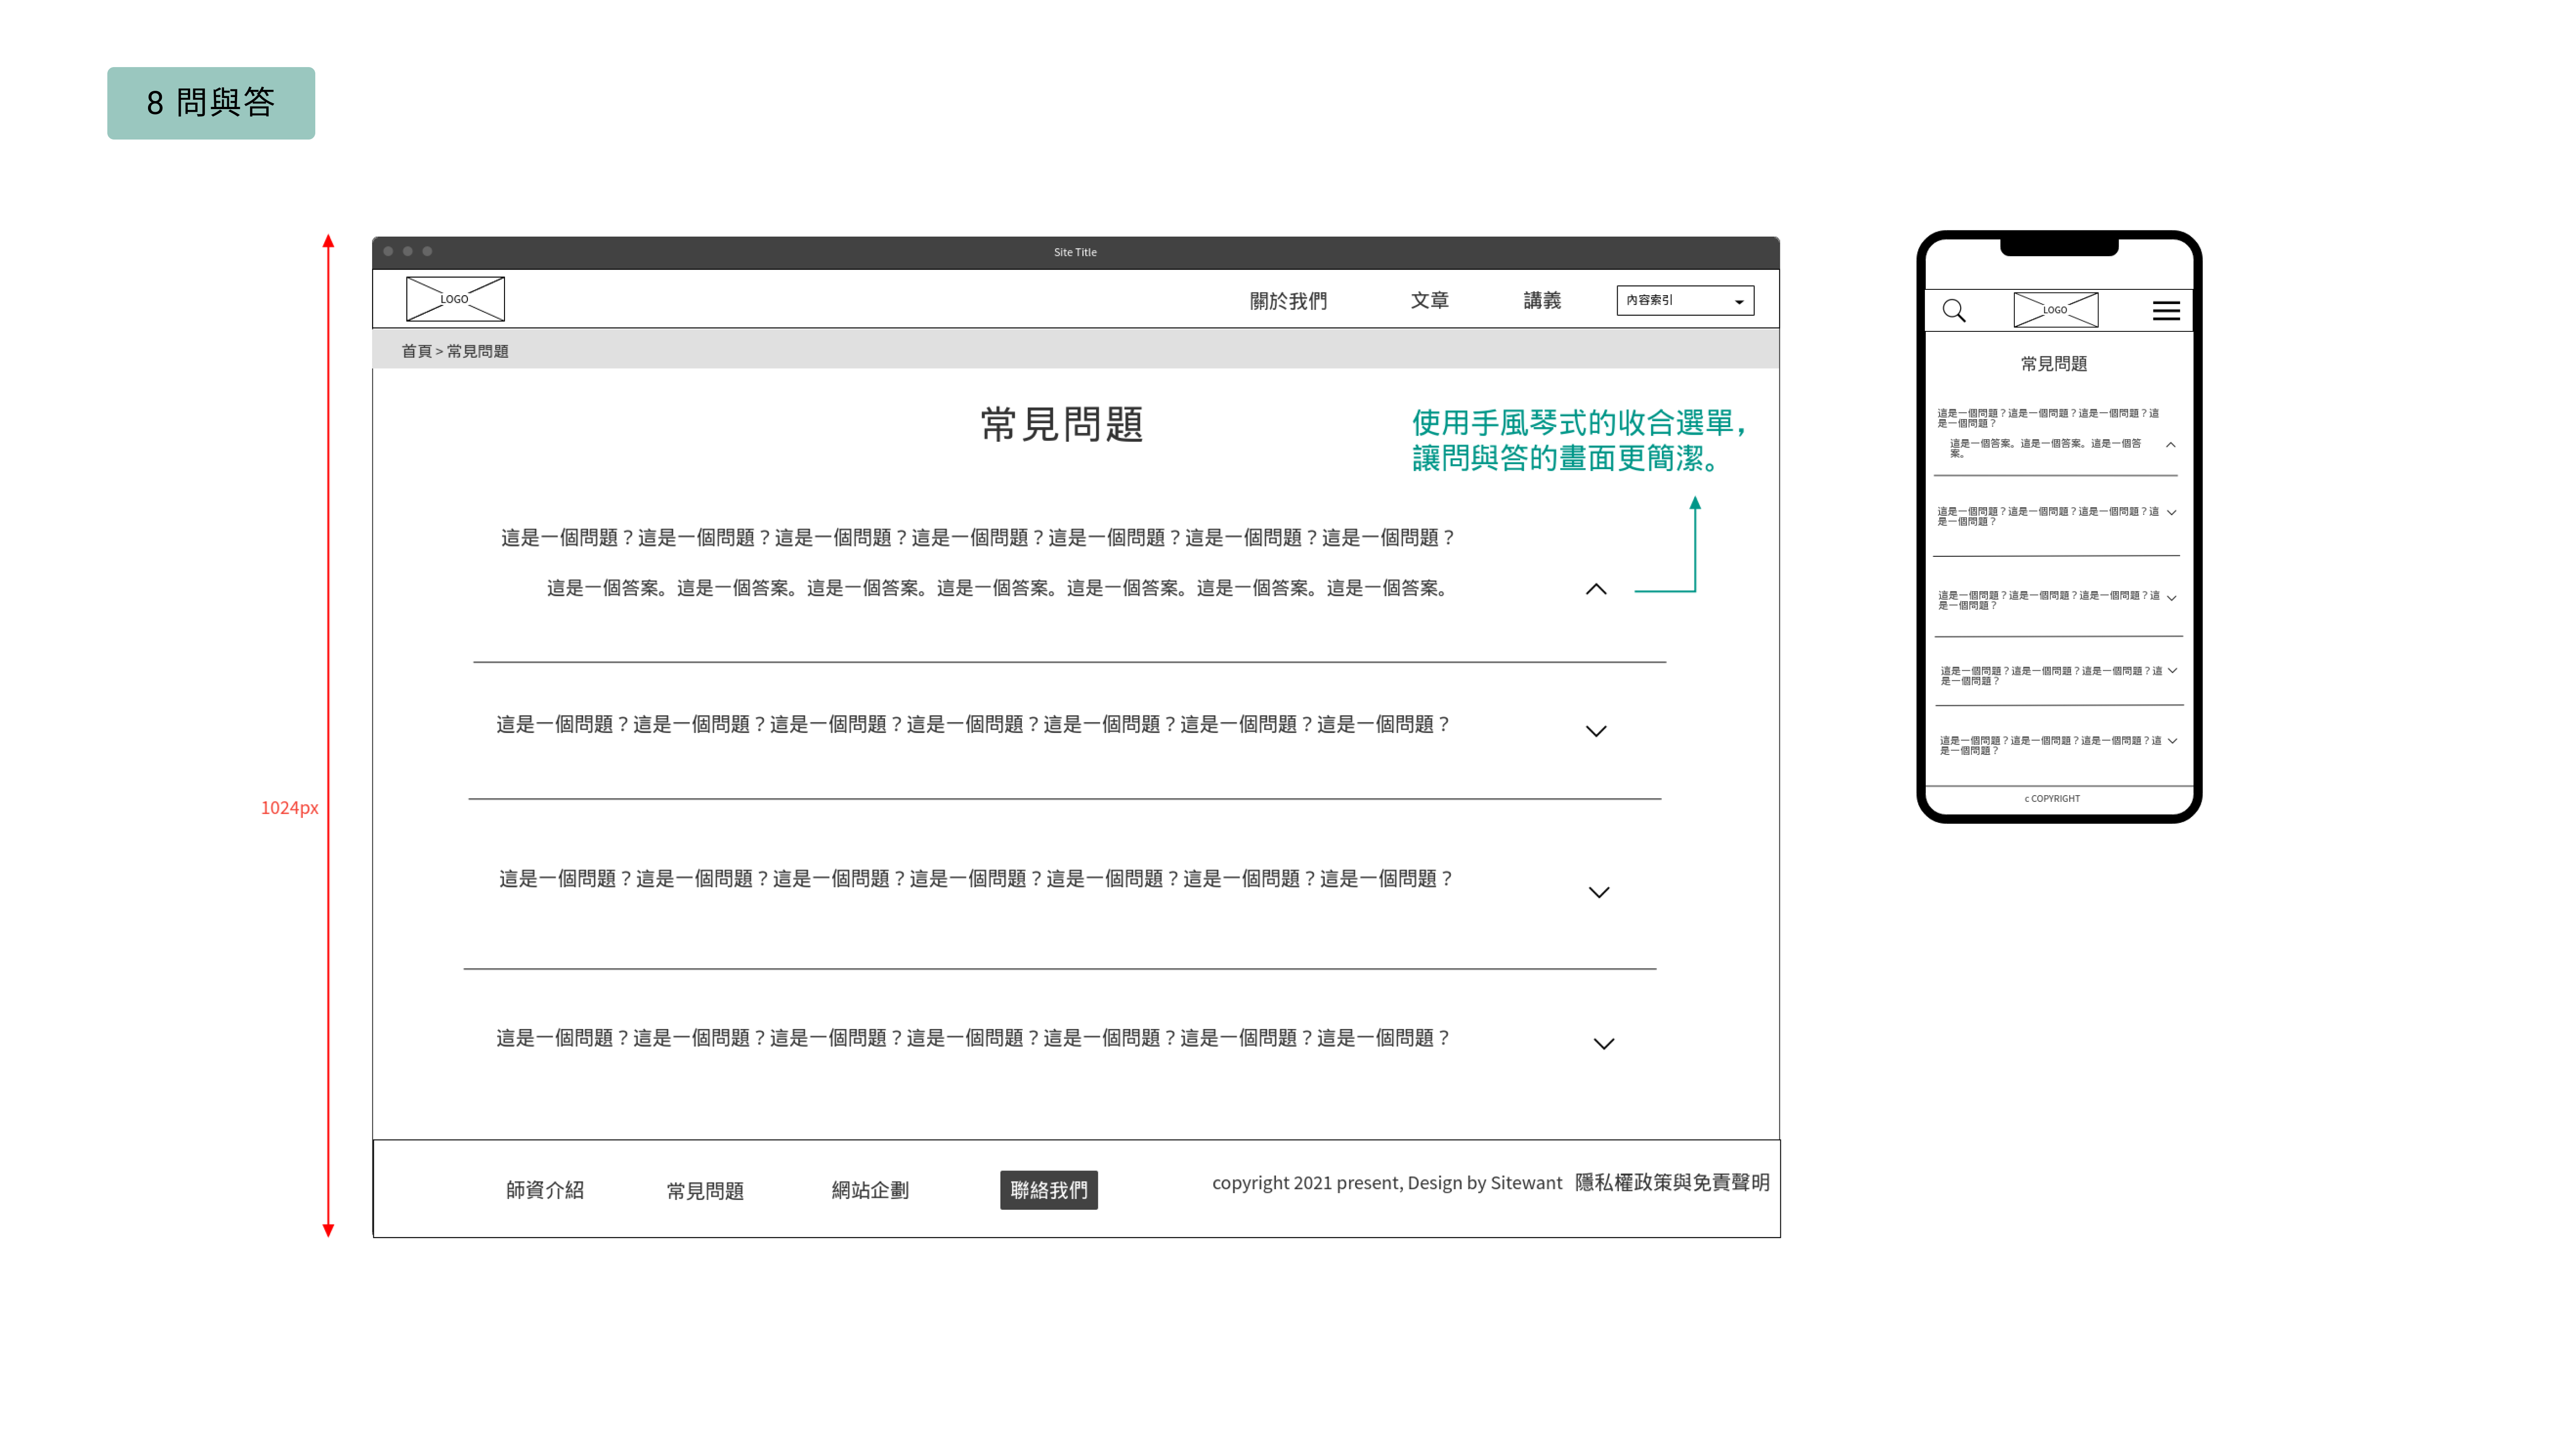 8 問與答
Site Title
LOGO
關於我們
文章
講義
內容索引
首頁 > 常見問題
常見問題
使用手風琴式的收合選單，
讓問與答的畫面更簡潔。
這是一個問題？這是一個問題？這是一個問題？這是一個問題？這是一個問題？這是一個問題？這是一個問題？
這是一個答案。這是一個答案。這是一個答案。這是一個答案。這是一個答案。這是一個答案。這是一個答案。
這是一個問題？這是一個問題？這是一個問題？這是一個問題？這是一個問題？這是一個問題？這是一個問題？
1024px
這是一個問題？這是一個問題？這是一個問題？這是一個問題？這是一個問題？這是一個問題？這是一個問題？
這是一個問題？這是一個問題？這是一個問題？這是一個問題？這是一個問題？這是一個問題？這是一個問題？
師資介紹
常見問題
網站企劃
聯絡我們
copyright 2021 present, Design by Sitewant
隱私權政策與免責聲明
LOGO
常見問題
這是一個問題？這是一個問題？這是一個問題？這
是一個問題？
這是一個答案。這是一個答案。這是一個答
案。
這是一個問題？這是一個問題？這是一個問題？這
是一個問題？
這是一個問題？這是一個問題？這是一個問題？這
是一個問題？
這是一個問題？這是一個問題？這是一個問題？這
是一個問題？
這是一個問題？這是一個問題？這是一個問題？這
是一個問題？
c COPYRIGHT